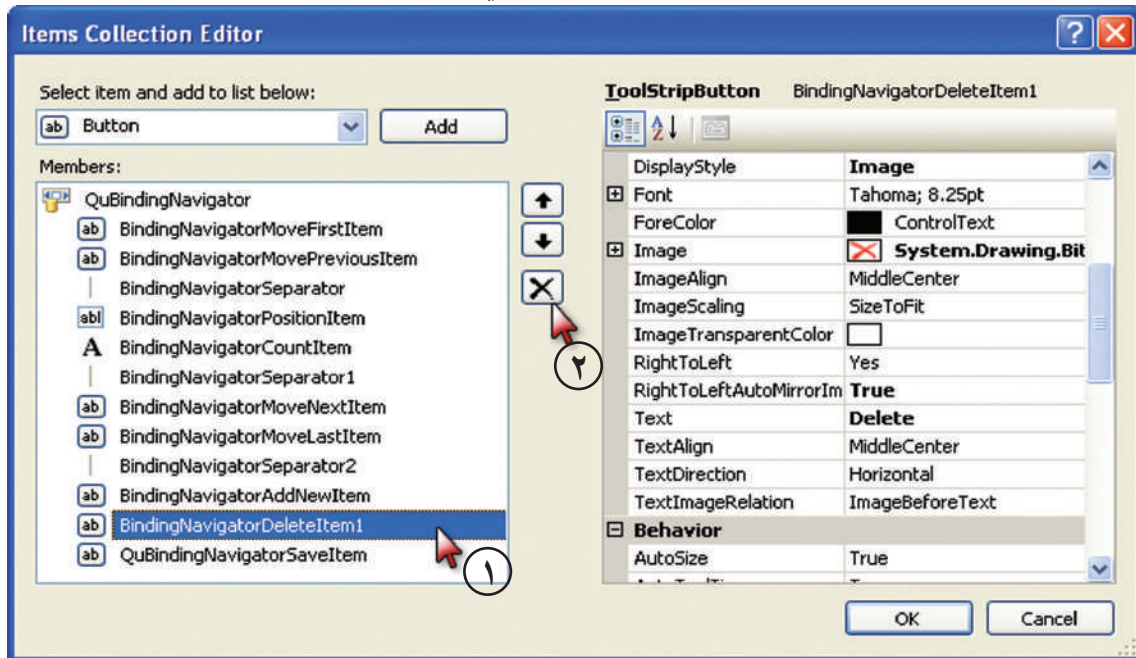 Items Collection Editor
Select item and add to list below:
Button
Add
Members:
QuBindingNavigator
BindingNavigatorMoveFirstItem
BindingNavigatorMovePreviousItem
BindingNavigatorSeparator
BindingNavigatorPositionItem
BindingNavigatorCountItem
BindingNavigatorSeparator1
BindingNavigatorMoveNextItem
BindingNavigatorMoveLastItem
BindingNavigatorSeparator2
BindingNavigatorAddNewItem
BindingNavigatorDeleteItem1
QuBindingNavigatorSaveItem
۱
۲
ToolStripButton BindingNavigatorDeleteItem1
DisplayStyle Image
Font Tahoma; 8.25pt
ForeColor ControlText
Image System.Drawing.Bit
ImageAlign MiddleCenter
ImageScaling SizeToFit
ImageTransparentColor
RightToLeft Yes
RightToLeftAutoMirrorIm True
Text Delete
TextAlign MiddleCenter
TextDirection Horizontal
TextImageRelation ImageBeforeText
Behavior
AutoSize True
OK Cancel